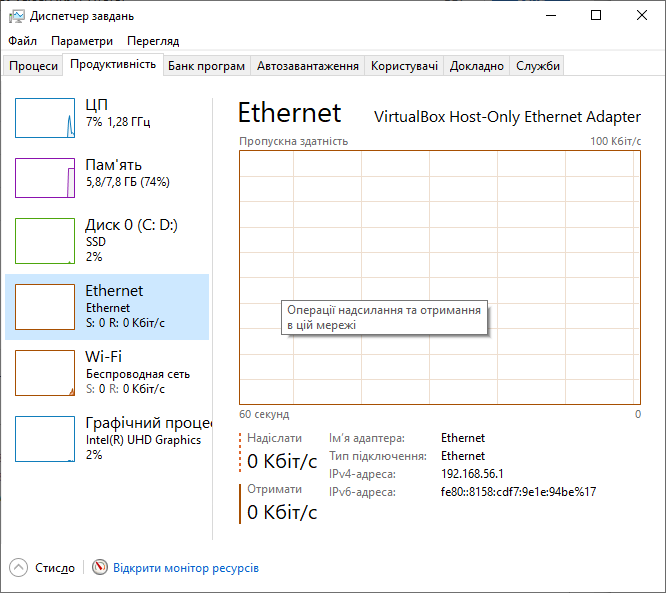 Диспетчер завдань
Файл Параметри Перегляд
Процеси Продуктивність Банк програм Автозавантаження Користувачі Докладно Служби
ЦП
7% 1,28 ГГц
Пам'ять
5,8/7,8 ГБ (74%)
Диск 0 (C: D:)
SSD
2%
Ethernet
Ethernet
S: 0 R: 0 Кбіт/с
Wi-Fi
Беспроводная сеть
S: 0 R: 0 Кбіт/с
Графічний процес
Intel(R) UHD Graphics
2%
Ethernet VirtualBox Host-Only Ethernet Adapter
Пропускна здатність 100 Кбіт/с
Операції надсилання та отримання
в цій мережі
60 секунд 0
Надіслати
0 Кбіт/с
Отримати
0 Кбіт/с
Ім'я адаптера: Ethernet
Тип підключення: Ethernet
IPv4-адреса: 192.168.56.1
IPv6-адреса: fe80::8158:cdf7:9e1e:94be%17
Стисло Відкрити монітор ресурсів